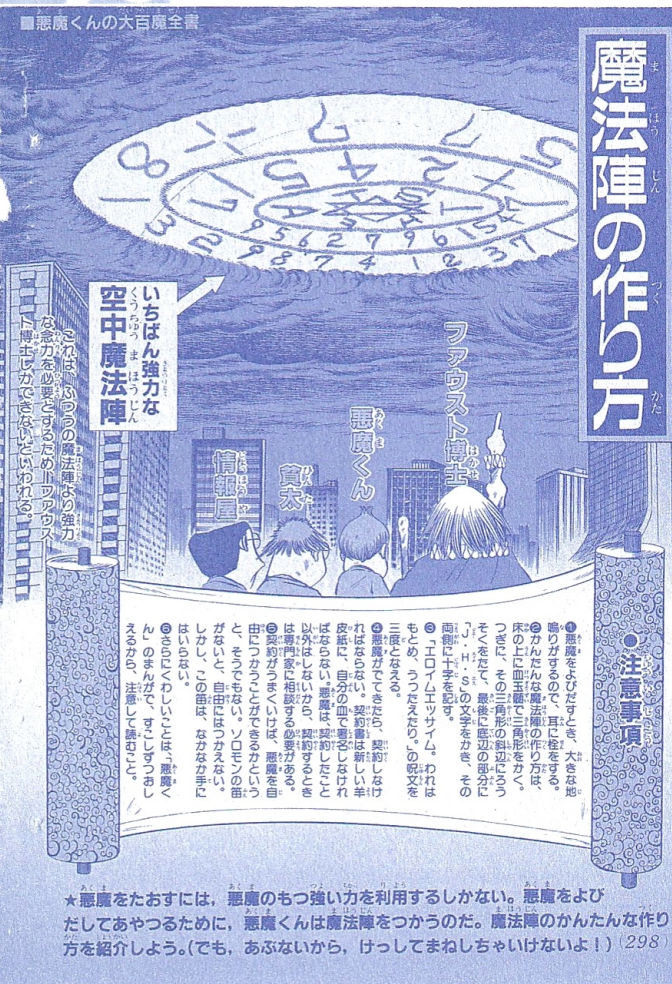 ■悪魔くんの大百魔全書
魔法陣の作り方
いちばん強力な
空中魔法陣
これは、ふつうの魔法陣より強力
な念力を必要とするため、ファウス
ト博士しかできないといわれる。
ファウスト博士
悪魔くん
貧太
情報屋
●注意事項
❶悪魔をよびだすとき、大きな地
鳴りがするので、耳に栓をする。
❷かんたんな魔法陣の作り方は、
床の上に血玉髄で三角形をかく。
つぎに、その三角形の斜辺にろう
そくをたて、最後に底辺の部分に
「J・H・S」の後文字をかき、その
両側に十字を記す。
❸「エロイムエッサイム。われは
もとめ、うったえたり。」の呪文を
三度となえる。
❹悪魔がでてきたら、契約しなけ
ればならない。契約書は新しい羊
皮紙に、自分の血で署名しなけれ
ばならない。悪魔は、契約したこと
以外はしないから、契約するとき
は専門家に相談する必要がある。
❺契約がうまくいけば、悪魔を自
由につかうことができるかという
と、そうでもない。ソロモンの笛
がないと、自由にはつかえない。
しかし、この笛は、なかなか手に
はいらない。
❻さらにくわしいことは、「悪魔く
ん」のまんがで、すこしずつおし
えるから、注意して読むこと。
★悪魔をたおすには、悪魔のもつ強い力を利用するしかない。悪魔をよび
だしてあやつるために、悪魔くんは魔法陣をつかうのだ。魔法陣のかんたんな作り
方を紹介しよう。(でも、あぶないから、けっしてまねしちゃいけないよ！)
(298)